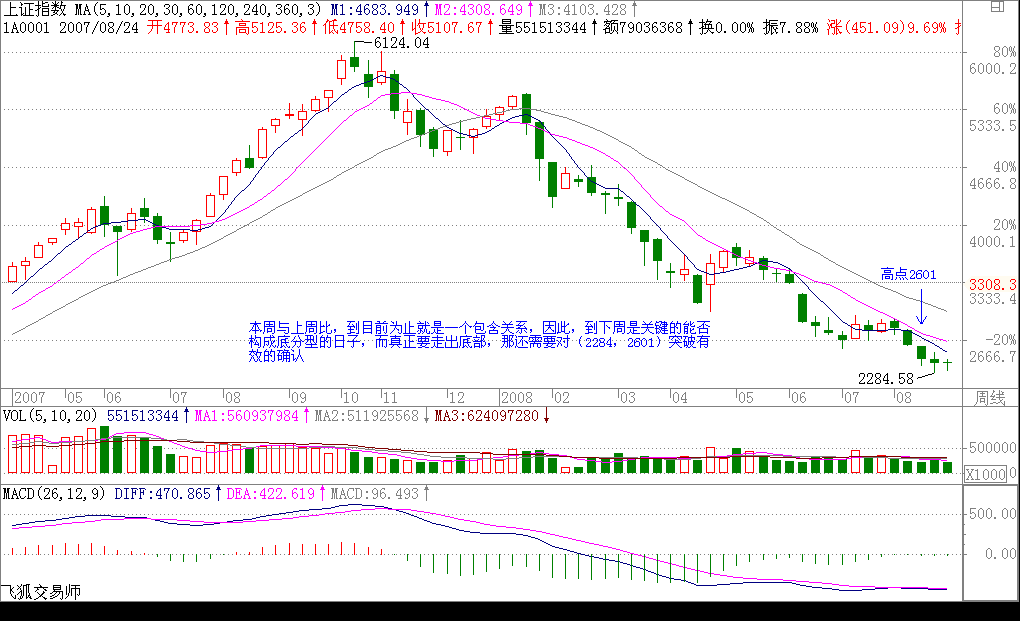 上证指数 MA(5,10,20,30,60,120,240,360,3) M1:4683.949↑ M2:4308.649↑ M3:4103.428↑
1A0001 2007/08/24 开4773.83↑高5125.36↑低4758.40↑收5107.67↑量551513344↑额79036368↑换0.00% 振7.88% 涨(451.09)9.69%
6124.04
80%
6000.2
60%
5333.5
40%
4666.8
20%
4000.1
高点2601
3308.3
3333.4
本周与上周比，到目前为止就是一个包含关系，因此，到下周是关键的能否
构成底分型的日子，而真正要走出底部，那还需要对（2284，2601）突破有
效的确认
-20%
2666.7
2284.58
2007 05 06 07 08 09 10 11 12 2008 02 03 04 05 06 07 08 周线
VOL(5,10,20) 551513344↑MA1:560937984↑MA2:511925568↓MA3:624097280↓
5000000
X1000
0
MACD(26,12,9) DIFF:470.865↑DEA:422.619↑MACD:96.493↑
500.00
0.00
飞狐交易师